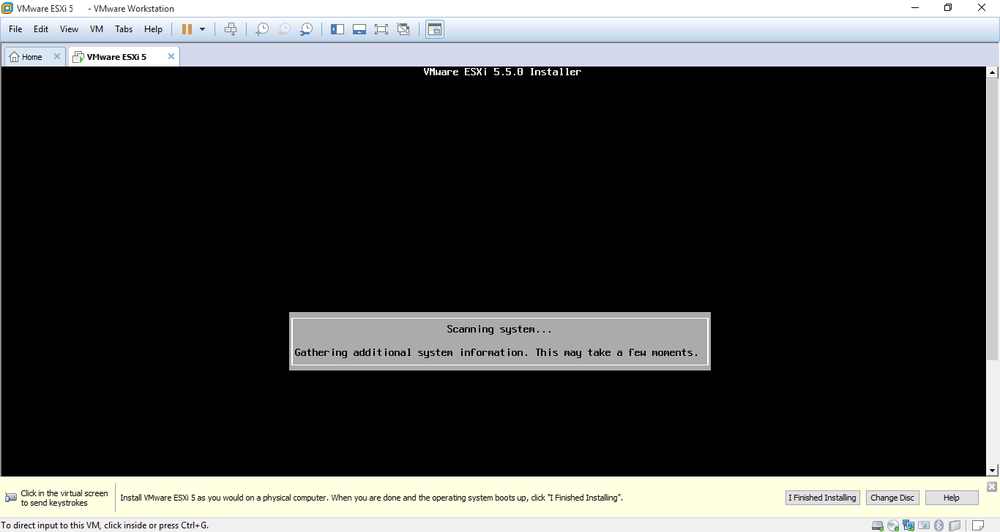 VMware ESXi 5 - VMware Workstation
File Edit View VM Tabs Help
Home VMware ESXi 5
VMware ESXi 5.5.0 Installer
Scanning system...
Gathering additional system information. This may take a few moments.
Click in the virtual screen
to send keystrokes
Install VMware ESXi 5 as you would on a physical computer. When you are done and the operating system boots up, click "I Finished Installing".
I Finished Installing Change Disc Help
To direct input to this VM, click inside or press Ctrl+G.